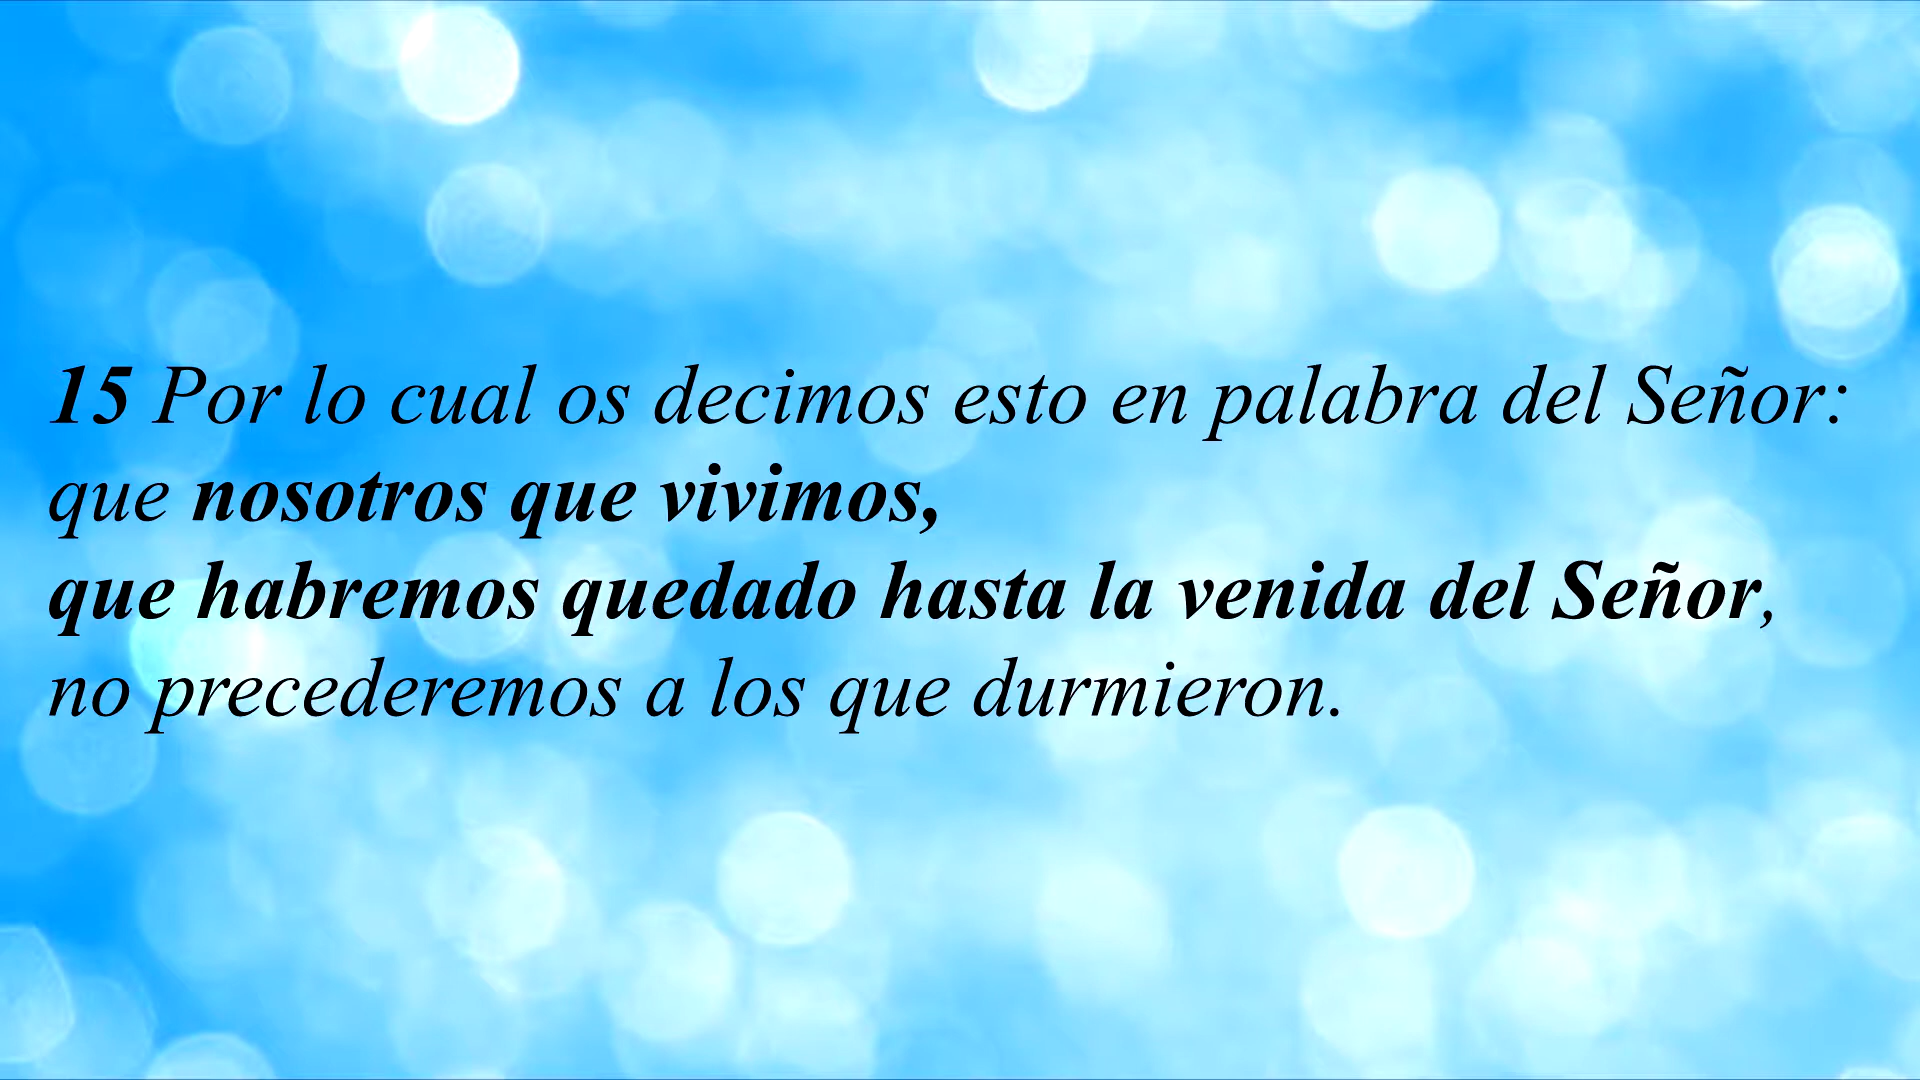 15 Por lo cual os decimos esto en palabra del Señor:
que nosotros que vivimos,
que habremos quedado hasta la venida del Señor,
no precederemos a los que durmieron.